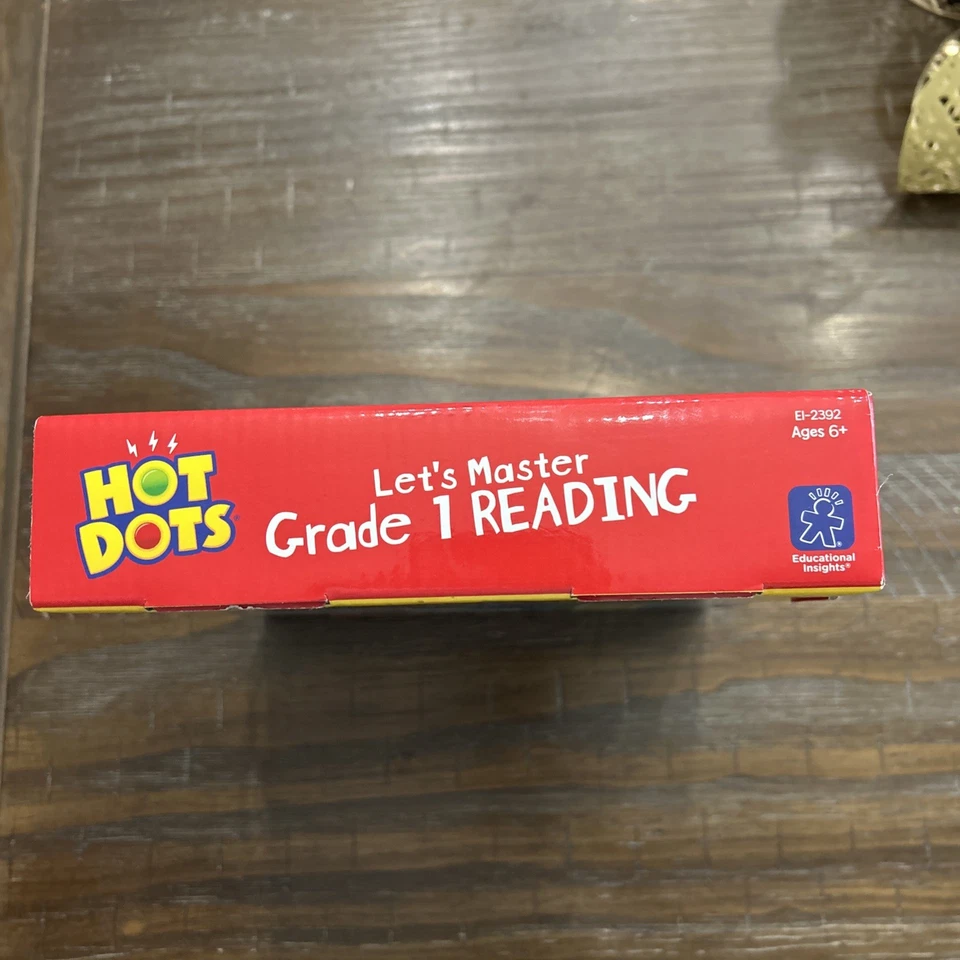 HOT
DOTS®
Let's Master
Grade 1 READING
EI-2392
Ages 6+
Educational
Insights®